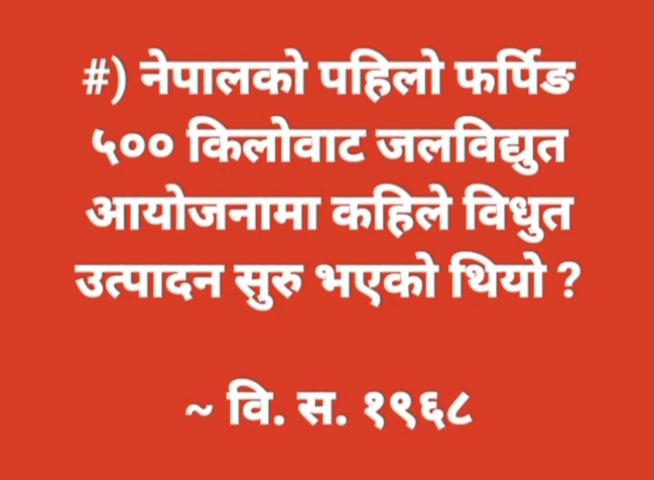 #) नेपालको पहिलो फर्पिङ
५०० किलोवाट जलविद्युत
आयोजनामा कहिले विधुत
उत्पादन सुरु भएको थियो ?
~ वि. स. १९६८